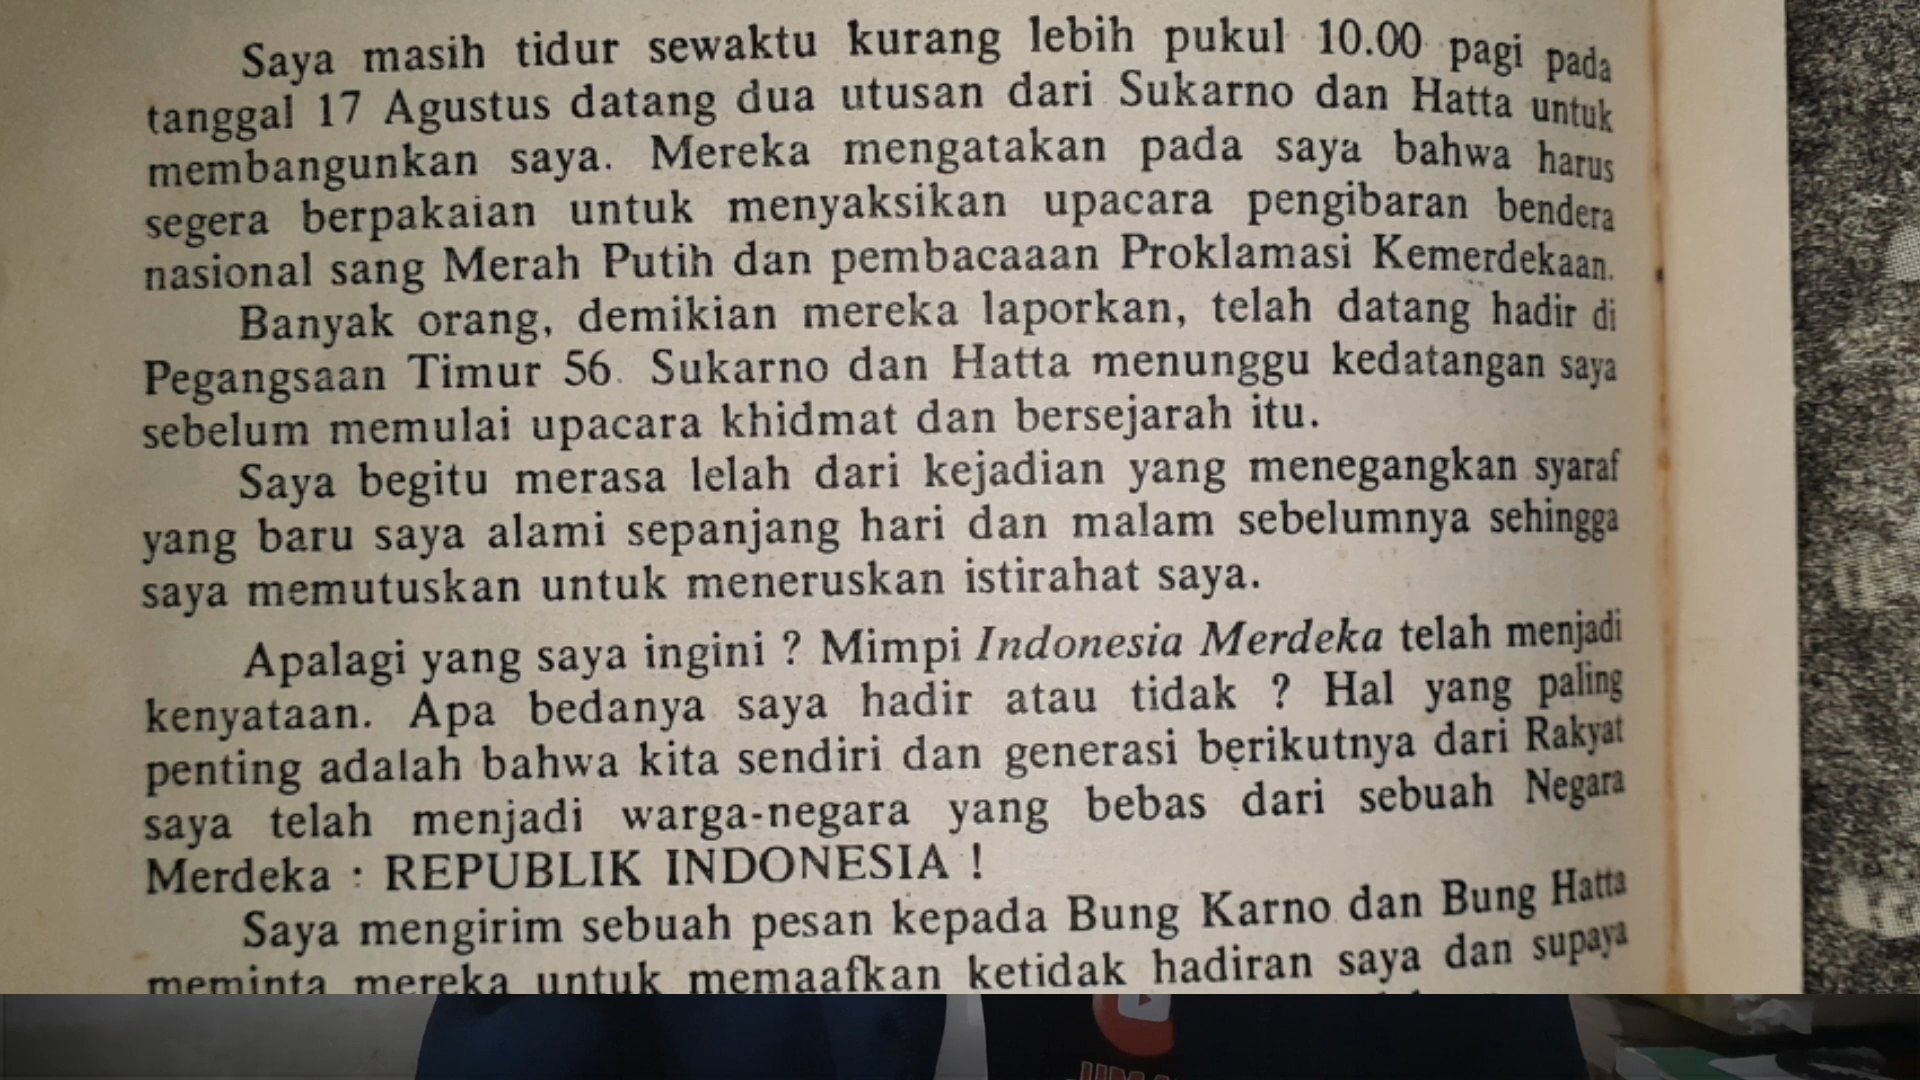 Saya masih tidur sewaktu kurang lebih pukul 10.00 pagi pada
tanggal 17 Agustus datang dua utusan dari Sukarno dan Hatta untuk
membangunkan saya. Mereka mengatakan pada saya bahwa harus
segera berpakaian untuk menyaksikan upacara pengibaran bendera
nasional sang Merah Putih dan pembacaaan Proklamasi Kemerdekaan.
Banyak orang, demikian mereka laporkan, telah datang hadir di
Pegangsaan Timur 56. Sukarno dan Hatta menunggu kedatangan saya
sebelum memulai upacara khidmat dan bersejarah itu.
Saya begitu merasa lelah dari kejadian yang menegangkan syaraf
yang baru saya alami sepanjang hari dan malam sebelumnya sehingga
saya memutuskan untuk meneruskan istirahat saya.
Apalagi yang saya ingini ? Mimpi Indonesia Merdeka telah menjadi
kenyataan. Apa bedanya saya hadir atau tidak ? Hal yang paling
penting adalah bahwa kita sendiri dan generasi berikutnya dari Rakyat
saya telah menjadi warga-negara yang bebas dari sebuah Negara
Merdeka : REPUBLIK INDONESIA !
Saya mengirim sebuah pesan kepada Bung Karno dan Bung Hatta
meminta mereka untuk memaafkan ketidak hadiran saya dan supaya